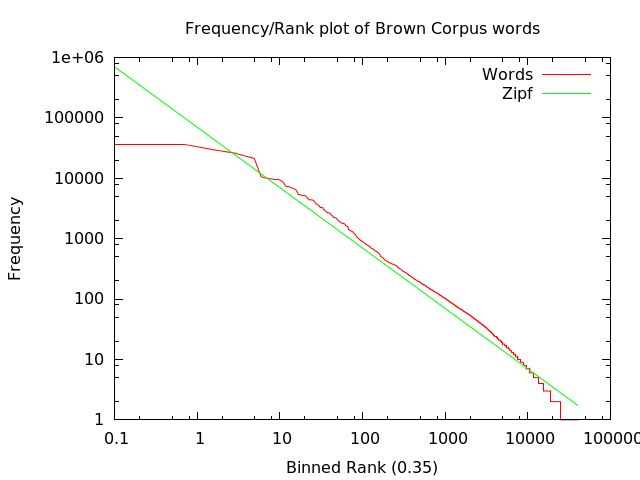 Frequency/Rank plot of Brown Corpus words
1e+06
100000
10000
1000
100
10
1
0.1 1 10 100 1000 10000 100000
Frequency
Binned Rank (0.35)
Words
Zipf